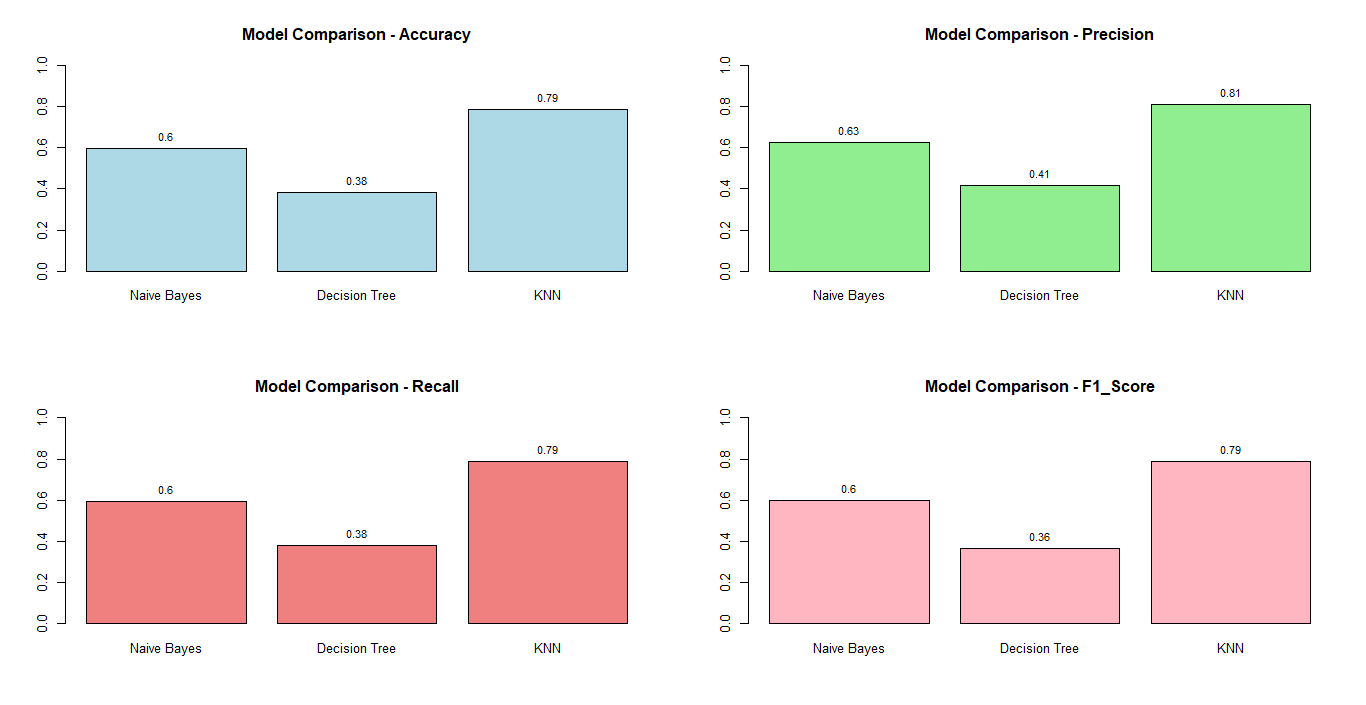 Model Comparison - Accuracy
1.0
0.8
0.6
0.4
0.2
0.0
0.6
0.38
0.79
Naive Bayes
Decision Tree
KNN
Model Comparison - Precision
1.0
0.8
0.6
0.4
0.2
0.0
0.63
0.41
0.81
Naive Bayes
Decision Tree
KNN
Model Comparison - Recall
1.0
0.8
0.6
0.4
0.2
0.0
0.6
0.38
0.79
Naive Bayes
Decision Tree
KNN
Model Comparison - F1_Score
1.0
0.8
0.6
0.4
0.2
0.0
0.6
0.36
0.79
Naive Bayes
Decision Tree
KNN